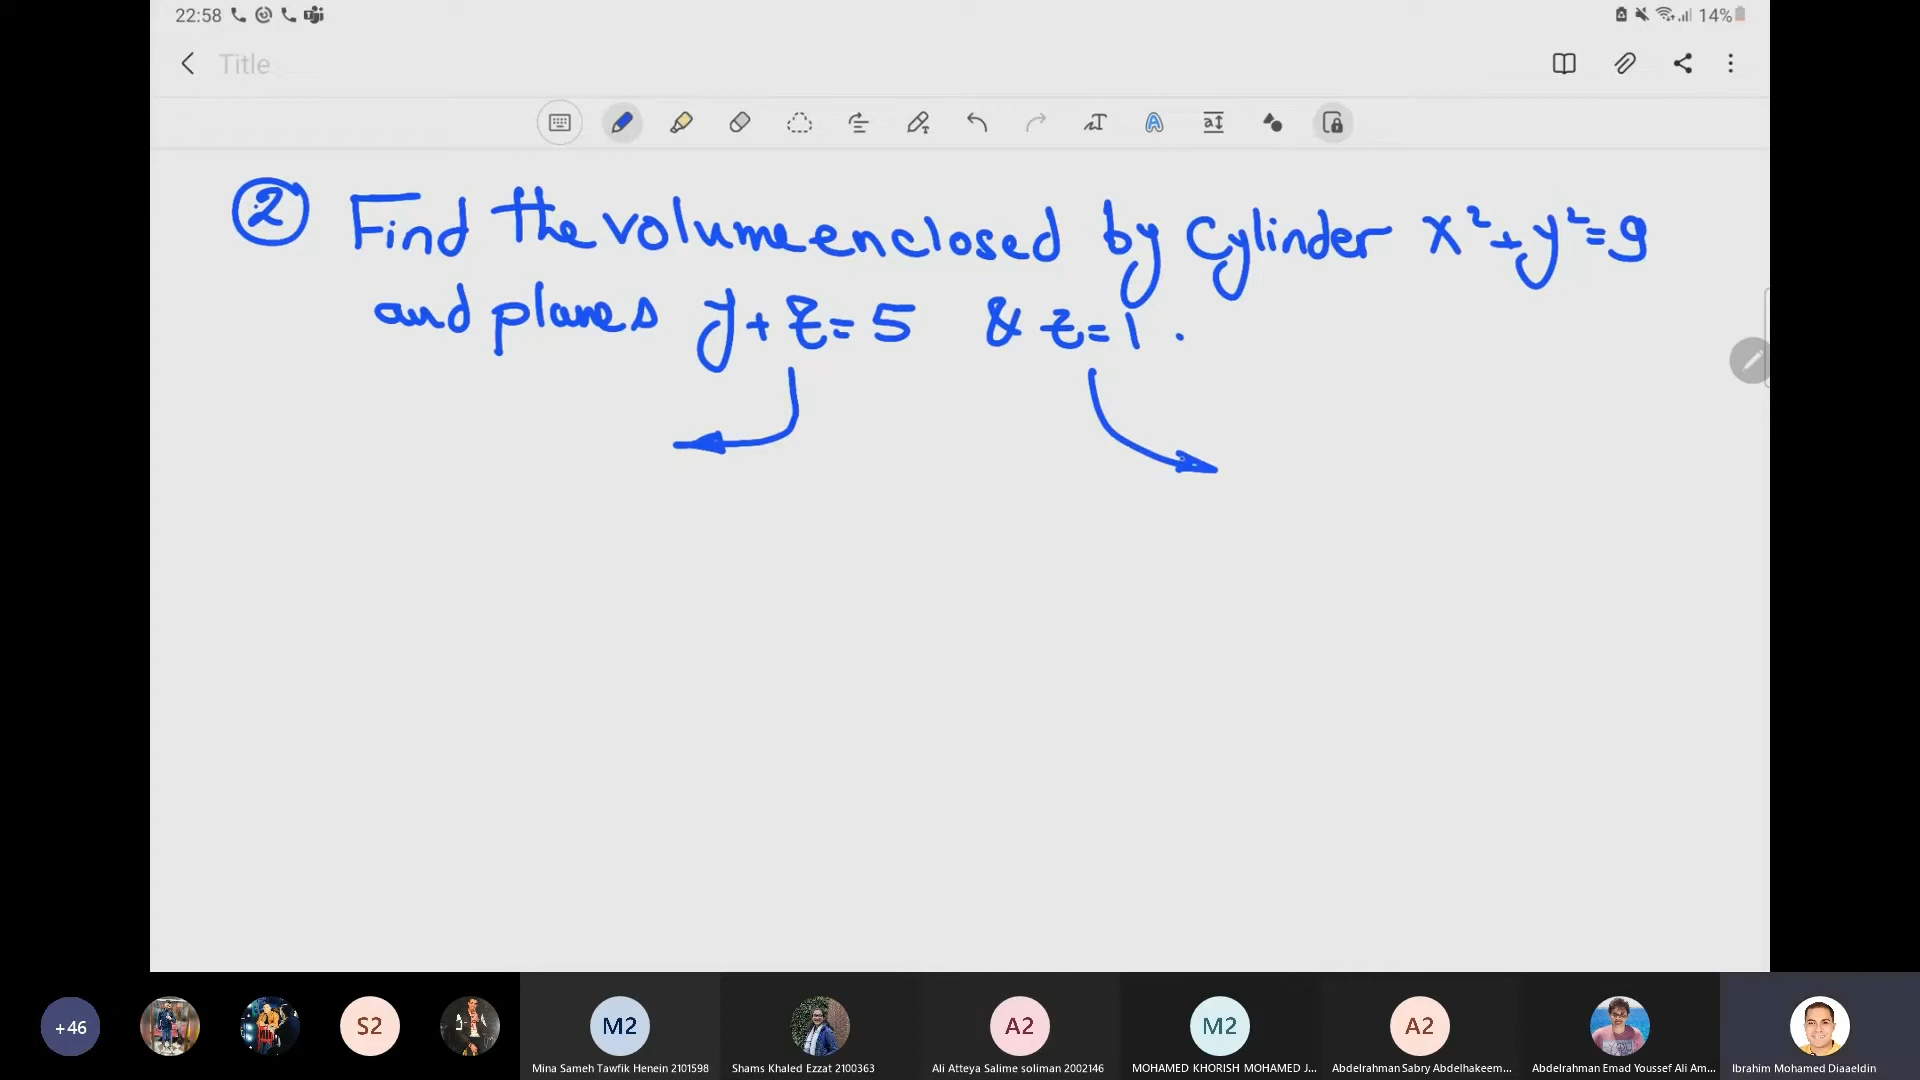 22:58
14%
Title
② Find the volume enclosed by Cylinder x²+y²=9
and planes y+z=5 & z=1.
+46
S2
M2
A2
M2
A2
Mina Sameh Tawfik Henein 2101598
Shams Khaled Ezzat 2100363
Ali Atteya Salime soliman 2002146
MOHAMED KHORISH MOHAMED J...
Abdelrahman Sabry Abdelhakeem...
Abdelrahman Emad Youssef Ali Am...
Ibrahim Mohamed Diaaeldin